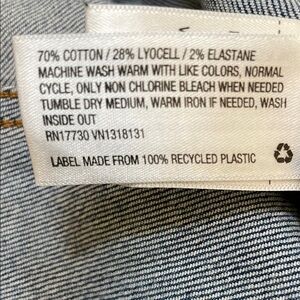 70% COTTON / 28% LYOCELL / 2% ELASTANE
MACHINE WASH WARM WITH LIKE COLORS, NORMAL
CYCLE, ONLY NON CHLORINE BLEACH WHEN NEEDED
TUMBLE DRY MEDIUM, WARM IRON IF NEEDED, WASH
INSIDE OUT
RN17730 VN1318131
LABEL MADE FROM 100% RECYCLED PLASTIC